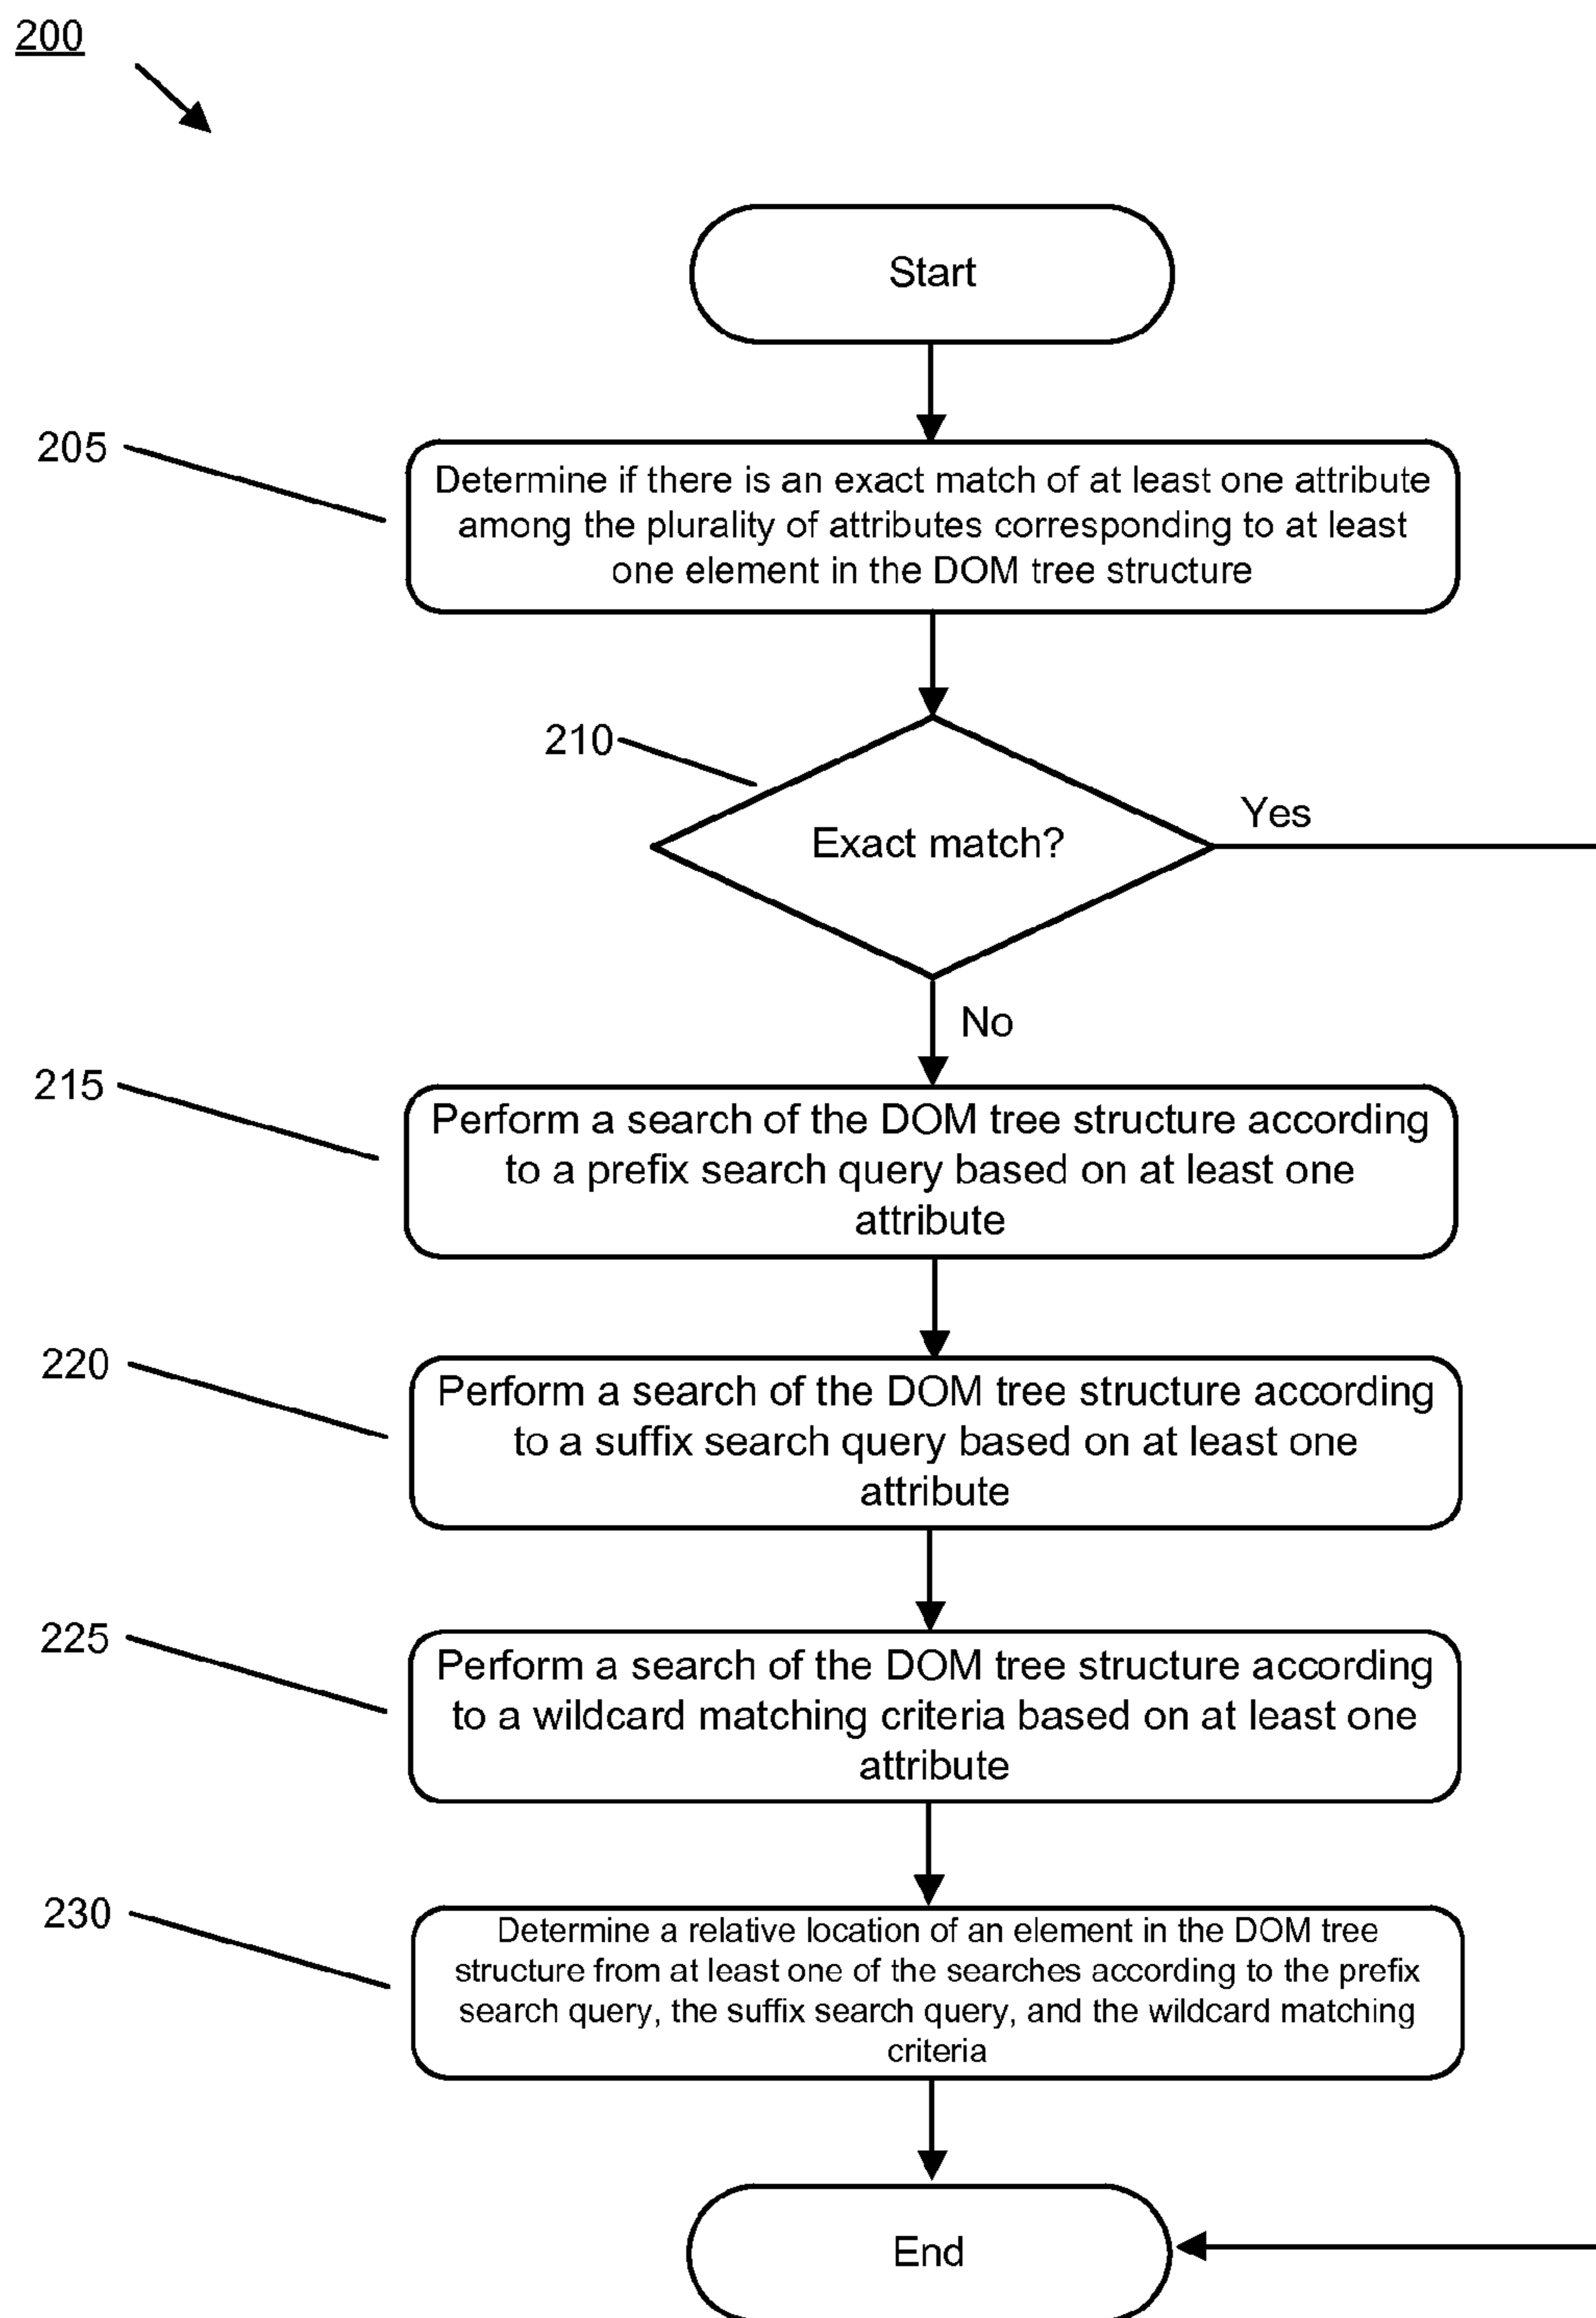 200
Start
205
Determine if there is an exact match of at least one attribute
among the plurality of attributes corresponding to at least
one element in the DOM tree structure
210
Exact match?
Yes
No
215
Perform a search of the DOM tree structure according
to a prefix search query based on at least one
attribute
220
Perform a search of the DOM tree structure according
to a suffix search query based on at least one
attribute
225
Perform a search of the DOM tree structure according
to a wildcard matching criteria based on at least one
attribute
230
Determine a relative location of an element in the DOM tree
structure from at least one of the searches according to the prefix
search query, the suffix search query, and the wildcard matching
criteria
End